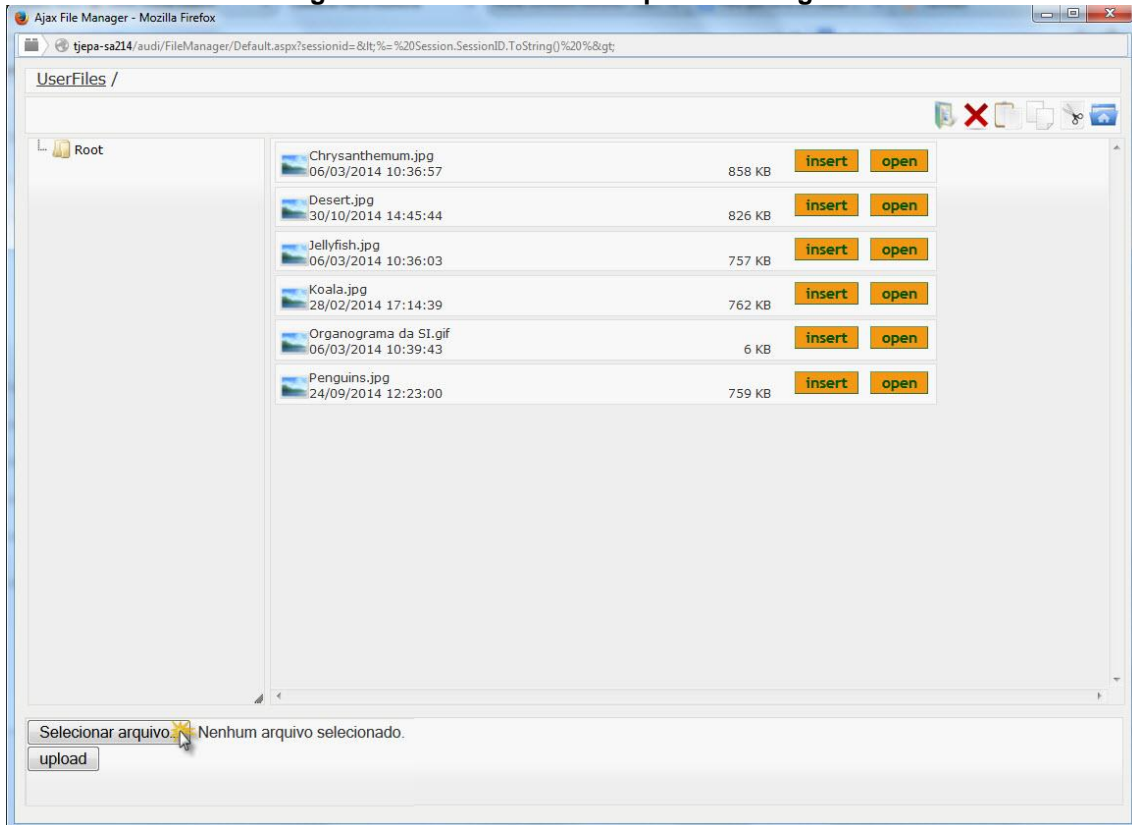 Ajax File Manager - Mozilla Firefox
tjepa-sa214/audi/FileManager/Default.aspx?sessionid=&lt;%=%20Session.SessionID.ToString()%20%&gt;
UserFiles /
Root
Chrysanthemum.jpg
06/03/2014 10:36:57 858 KB insert open
Desert.jpg
30/10/2014 14:45:44 826 KB insert open
Jellyfish.jpg
06/03/2014 10:36:03 757 KB insert open
Koala.jpg
28/02/2014 17:14:39 762 KB insert open
Organograma da SI.gif
06/03/2014 10:39:43 6 KB insert open
Penguins.jpg
24/09/2014 12:23:00 759 KB insert open
Selecionar arquivo. Nenhum arquivo selecionado.
upload